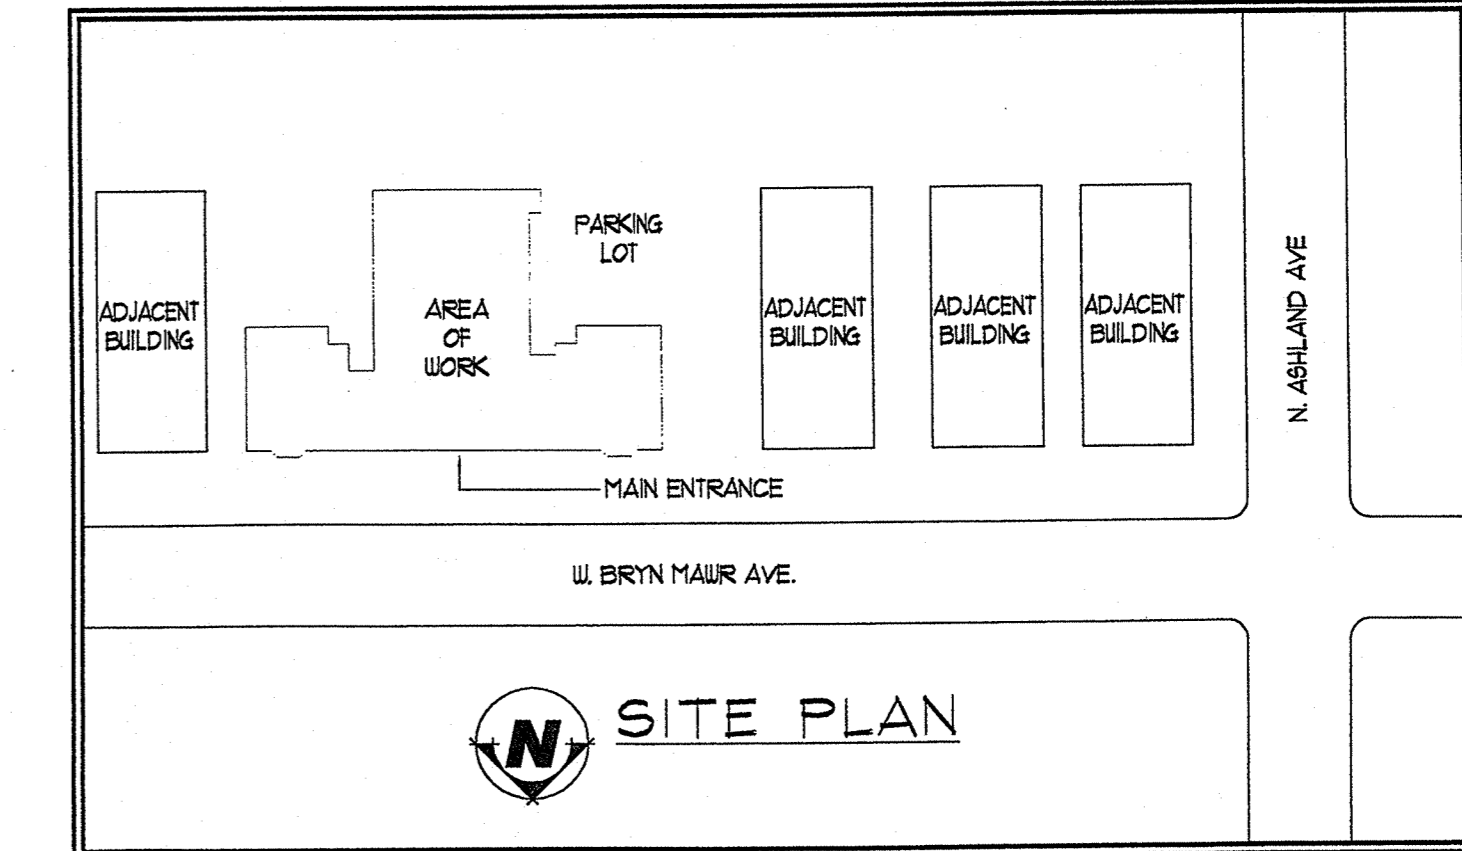 PARKING
LOT
ADJACENT
BUILDING
AREA
OF
WORK
ADJACENT
BUILDING
ADJACENT
BUILDING
ADJACENT
BUILDING
N. ASHLAND AVE
MAIN ENTRANCE
W. BRYN MAWR AVE.
N
SITE PLAN